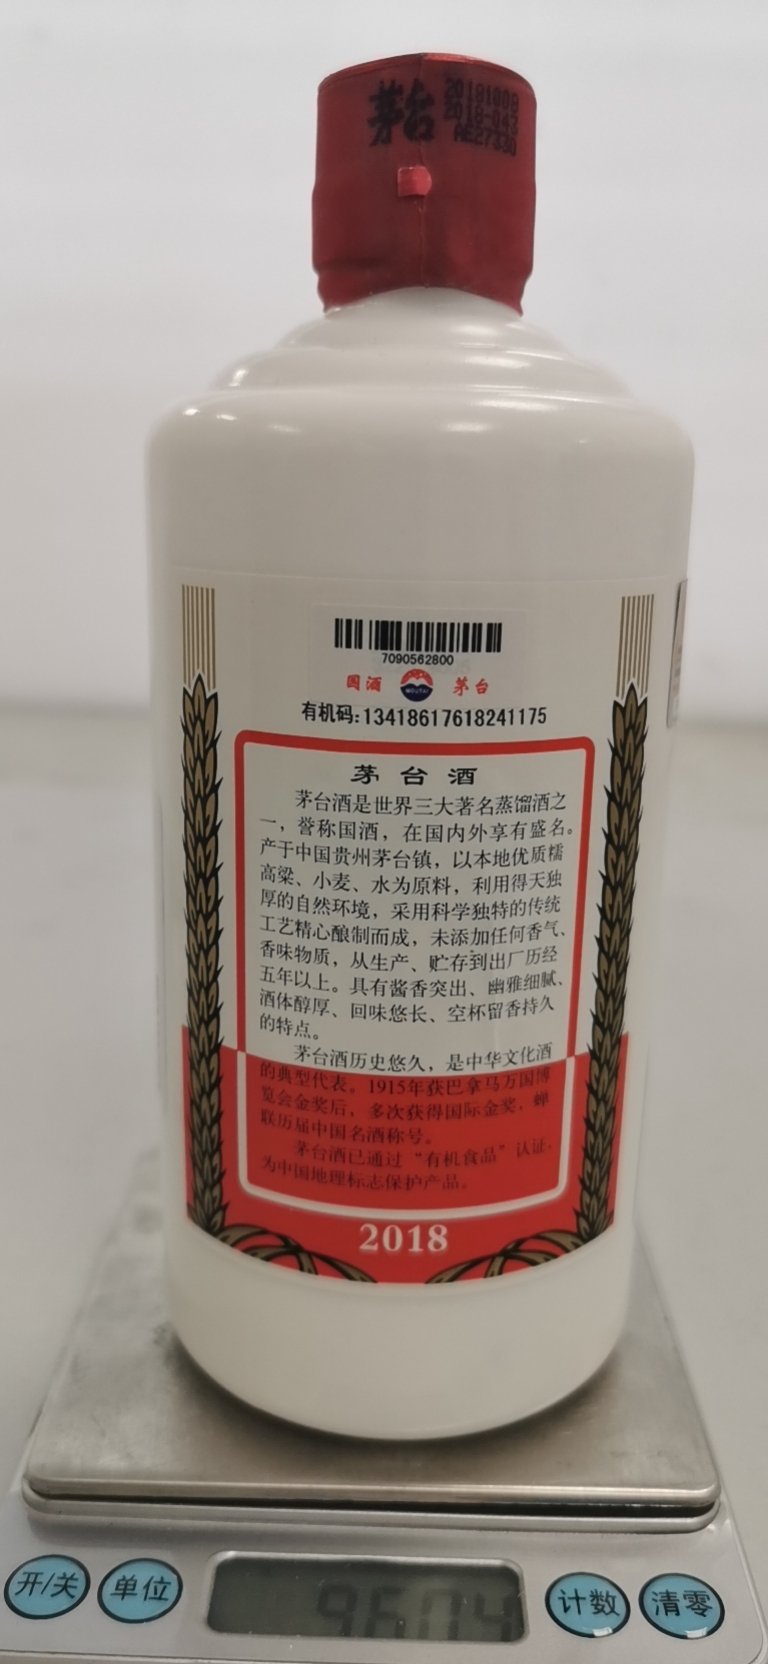 茅台
20181009
2018-043
AE27330
7090562800
国酒
MOUTAI
茅台
有机码:13418617618241175
茅台酒
茅台酒是世界三大著名蒸馏酒之
一，誉称国酒，在国内外享有盛名。
产于中国贵州茅台镇，以本地优质糯
高粱、小麦、水为原料，利用得天独
厚的自然环境，采用科学独特的传统
工艺精心酿制而成，未添加任何香气、
香味物质，从生产、贮存到出厂历经
五年以上。具有酱香突出、幽雅细腻、
酒体醇厚、回味悠长、空杯留香持久
的特点。
茅台酒历史悠久，是中华文化酒
的典型代表。1915年获巴拿马万国博
览会金奖后，多次获得国际金奖，蝉
联历届中国名酒称号。
茅台酒已通过“有机食品”认证，
为中国地理标志保护产品。
2018
开/关
单位
960.4
计数
清零